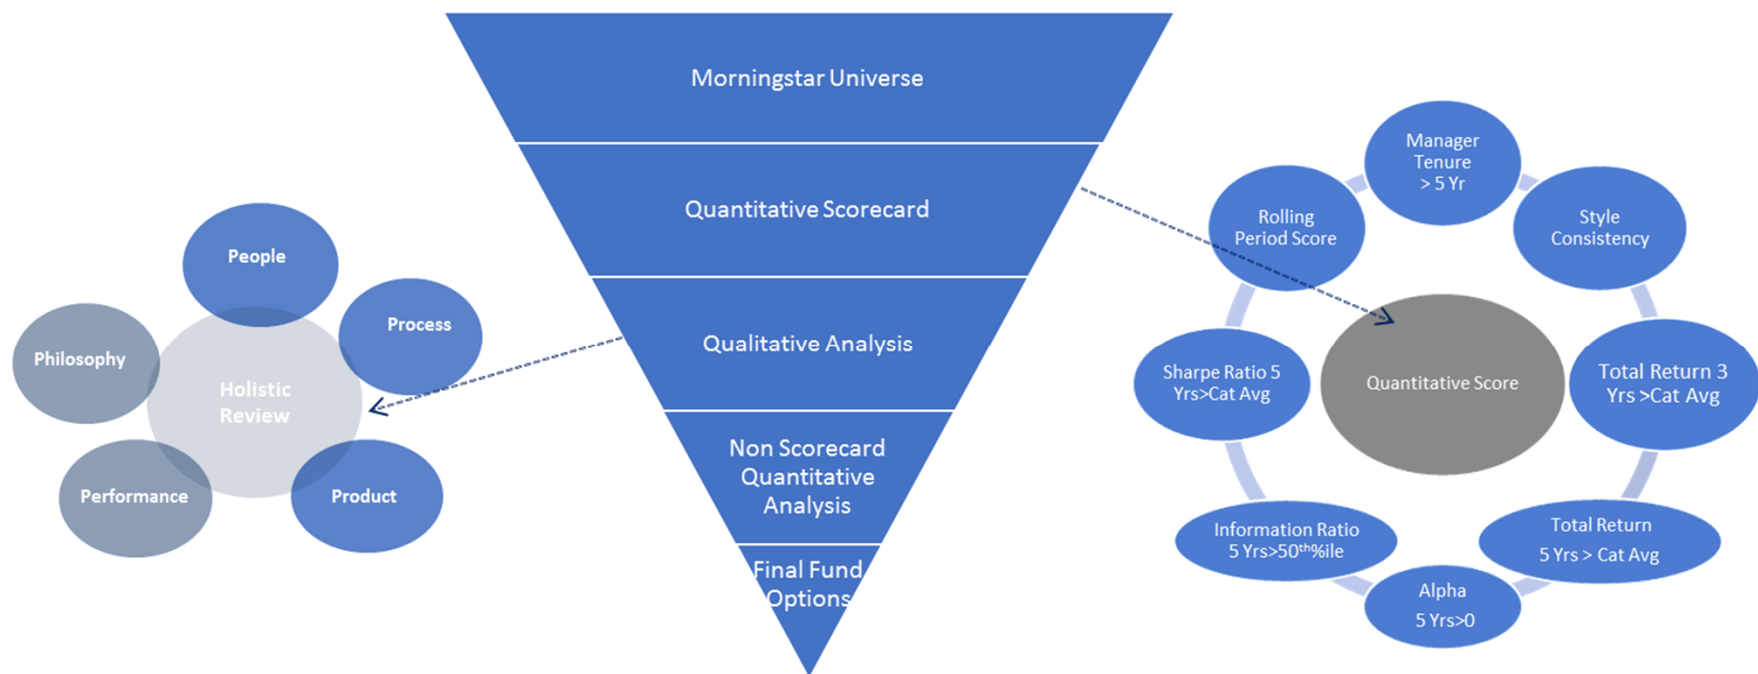 Morningstar Universe
Quantitative Scorecard
Qualitative Analysis
Non Scorecard
Quantitative
Analysis
Final Fund
Options
People
Process
Product
Performance
Philosophy
Holistic
Review
Manager
Tenure
> 5 Yr
Style
Consistency
Total Return 3
Yrs >Cat Avg
Total Return
5 Yrs > Cat Avg
Alpha
5 Yrs>0
Information Ratio
5 Yrs>50th%ile
Sharpe Ratio 5
Yrs>Cat Avg
Rolling
Period Score
Quantitative Score